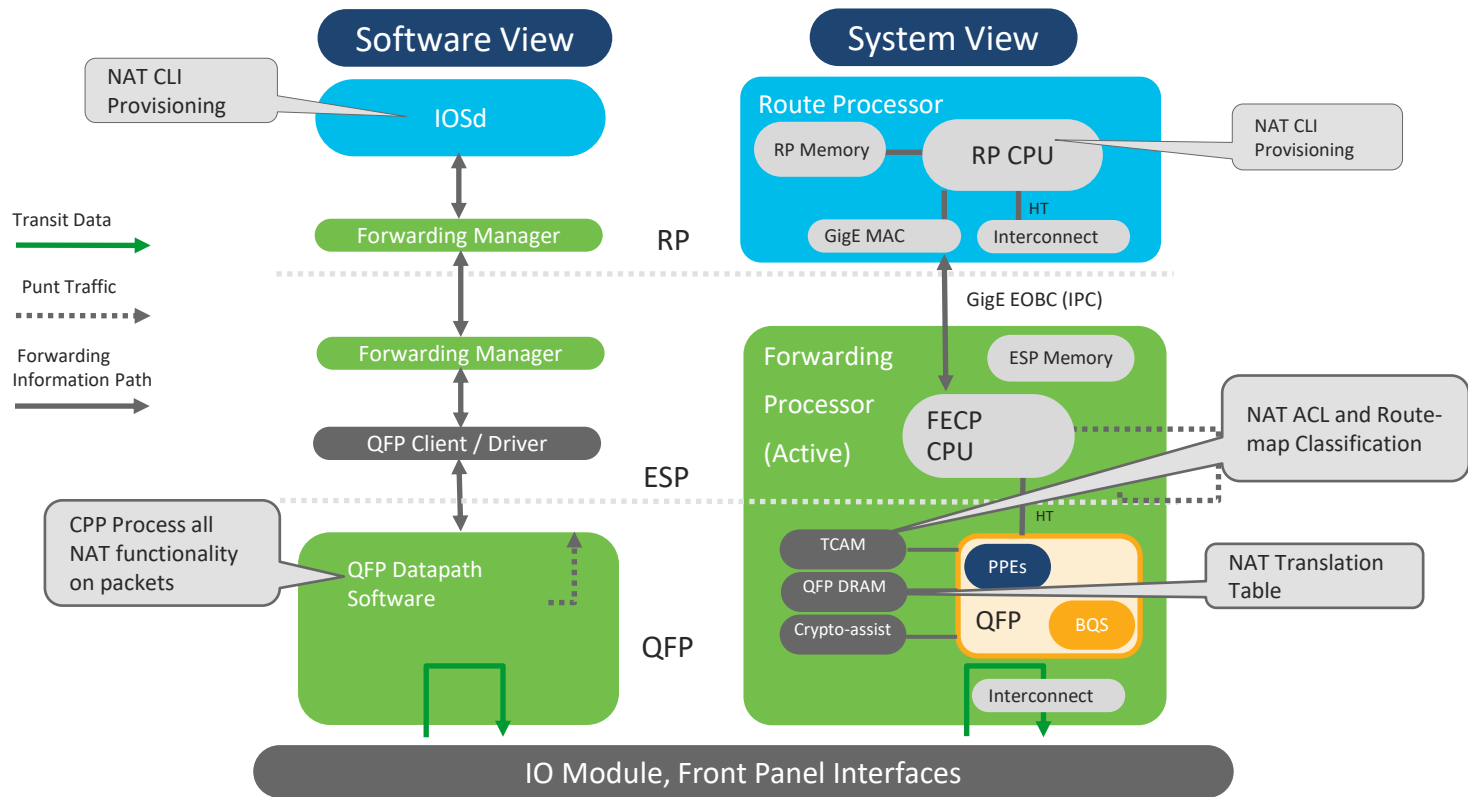 Software View
System View
NAT CLI
Provisioning
IOSd
Route Processor
RP Memory
RP CPU
NAT CLI
Provisioning
HT
GigE MAC
Interconnect
Transit Data
Forwarding Manager
RP
Punt Traffic
GigE EOBC (IPC)
Forwarding Manager
Forwarding
Information Path
Forwarding
Processor
(Active)
ESP Memory
FECP
CPU
NAT ACL and Route-
map Classification
QFP Client / Driver
ESP
CPP Process all
NAT functionality
on packets
HT
QFP Datapath
Software
TCAM
QFP DRAM
Crypto-assist
PPEs
QFP
BQS
NAT Translation
Table
QFP
Interconnect
IO Module, Front Panel Interfaces